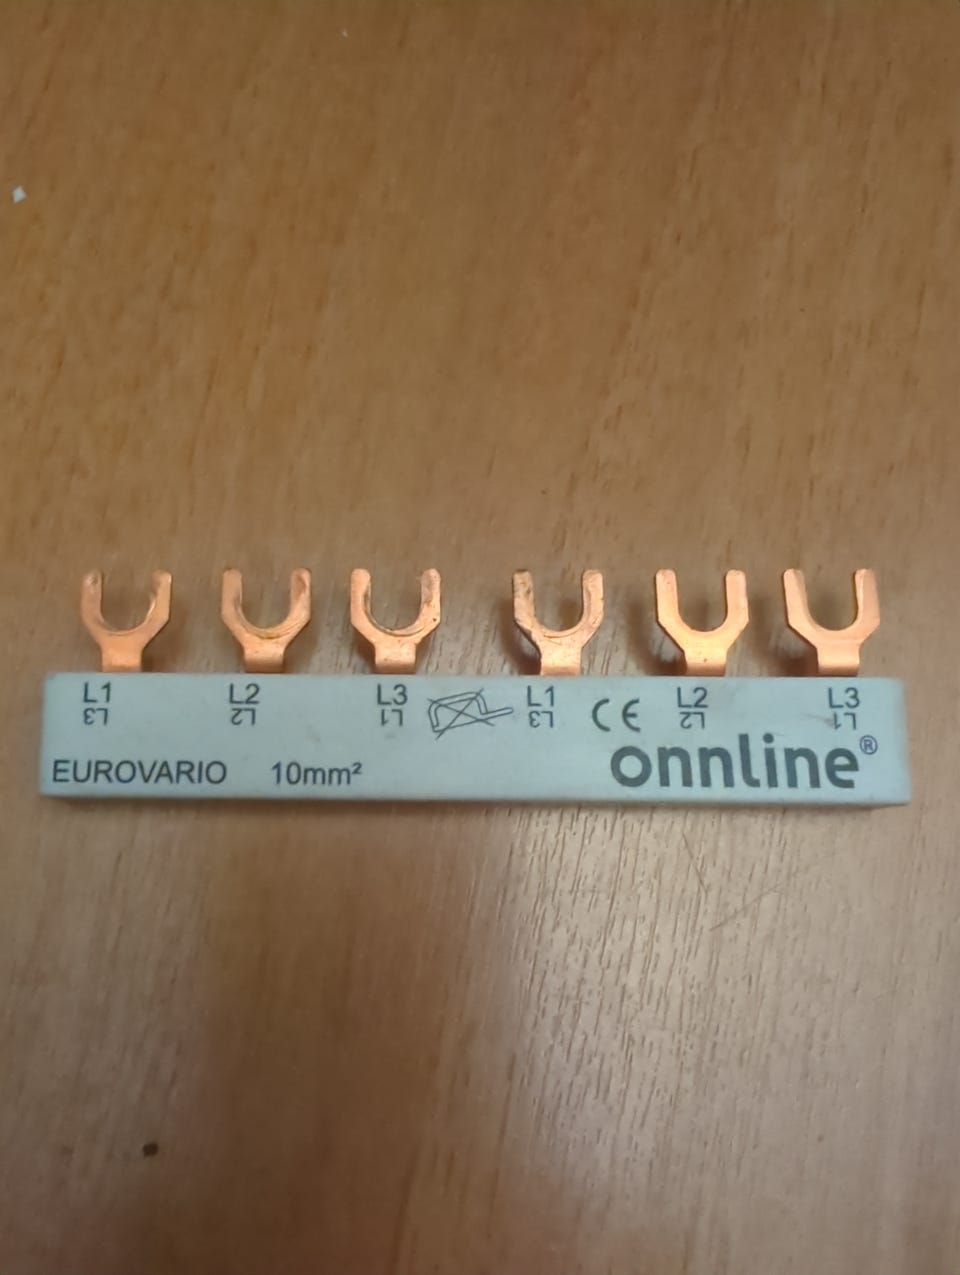 L1 L2 L3 L1 CE L2 L3
L3 L2 L1 L3 L2 L1
EUROVARIO 10mm² onnline®